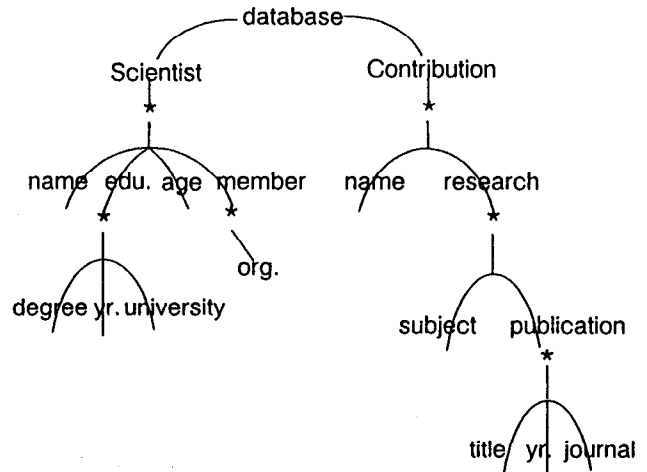 database
Scientist Contribution
* *
name edu. age member name research
* * *
org.
degree yr. university
subject publication
*
title yr. journal